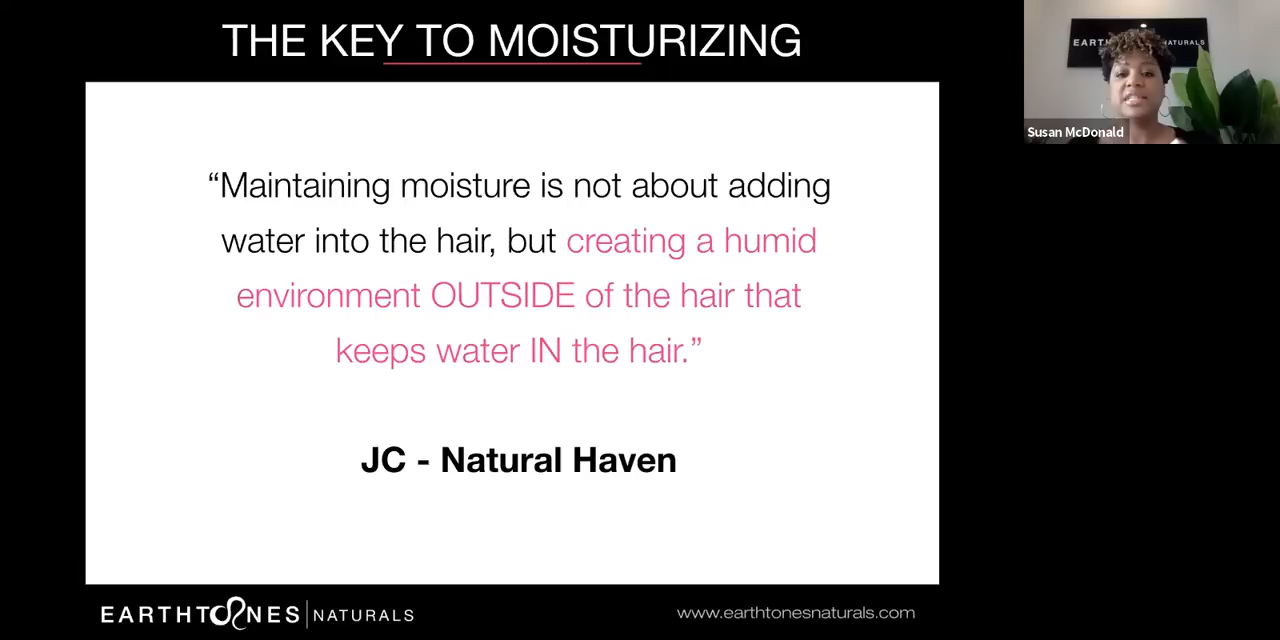 THE KEY TO MOISTURIZING
“Maintaining moisture is not about adding
water into the hair, but creating a humid
environment OUTSIDE of the hair that
keeps water IN the hair.”
JC - Natural Haven
EARTHTONES NATURALS
www.earthtonesnaturals.com
EARTH NATURALS
Susan McDonald